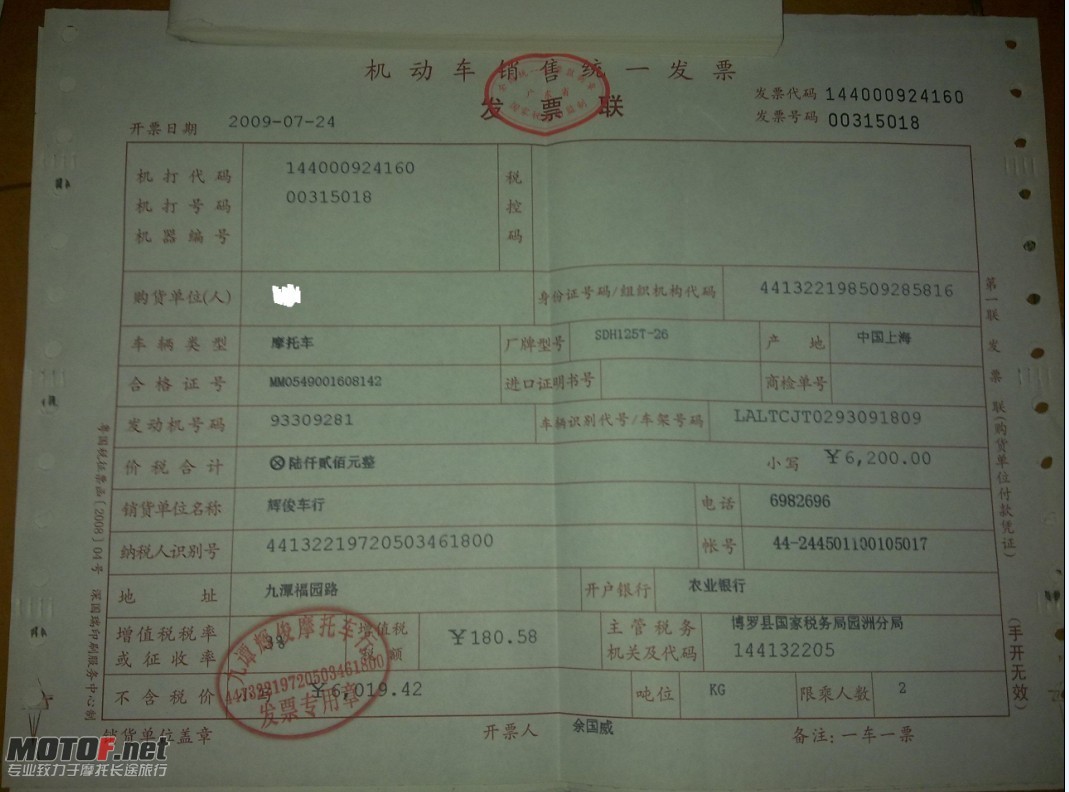 机动车销售统一发票
发票联
发票代码 144000924160
发票号码 00315018
开票日期 2009-07-24
机打代码 144000924160
机打号码 00315018
机器编号
税控码
购货单位(人)
身份证号码/组织机构代码 441322198509285816
车辆类型 摩托车 厂牌型号 SDH125T-26 产地 中国上海
合格证号 MM0549001608142 进口证明书号 商检单号
发动机号码 93309281 车辆识别代号/车架号码 LALTCJT0293091809
价税合计 ⊗陆仟贰佰元整 小写 ￥6,200.00
销货单位名称 辉俊车行 电话 6982696
纳税人识别号 44132219720503461800 帐号 44-244501100105017
地址 九潭福园路 开户银行 农业银行
增值税税率或征收率 3% 增值税税额 ￥180.58 主管税务机关及代码 博罗县国家税务局园洲分局
144132205
不含税价 小写 ￥6,019.42 吨位 KG 限乘人数 2
销货单位盖章 开票人 余国威 备注:一车一票
第一联 发票联(购货单位付款凭证)
(手开无效)
44132219720503461800
发票专用章
MOTOF.net
专业致力于摩托长途旅行